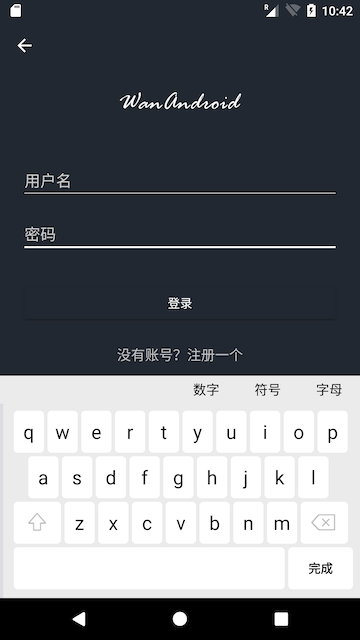 R 10:42
WanAndroid
用户名
密码
登录
没有账号？注册一个
数字 符号 字母
q w e r t y u i o p
a s d f g h j k l
z x c v b n m
完成